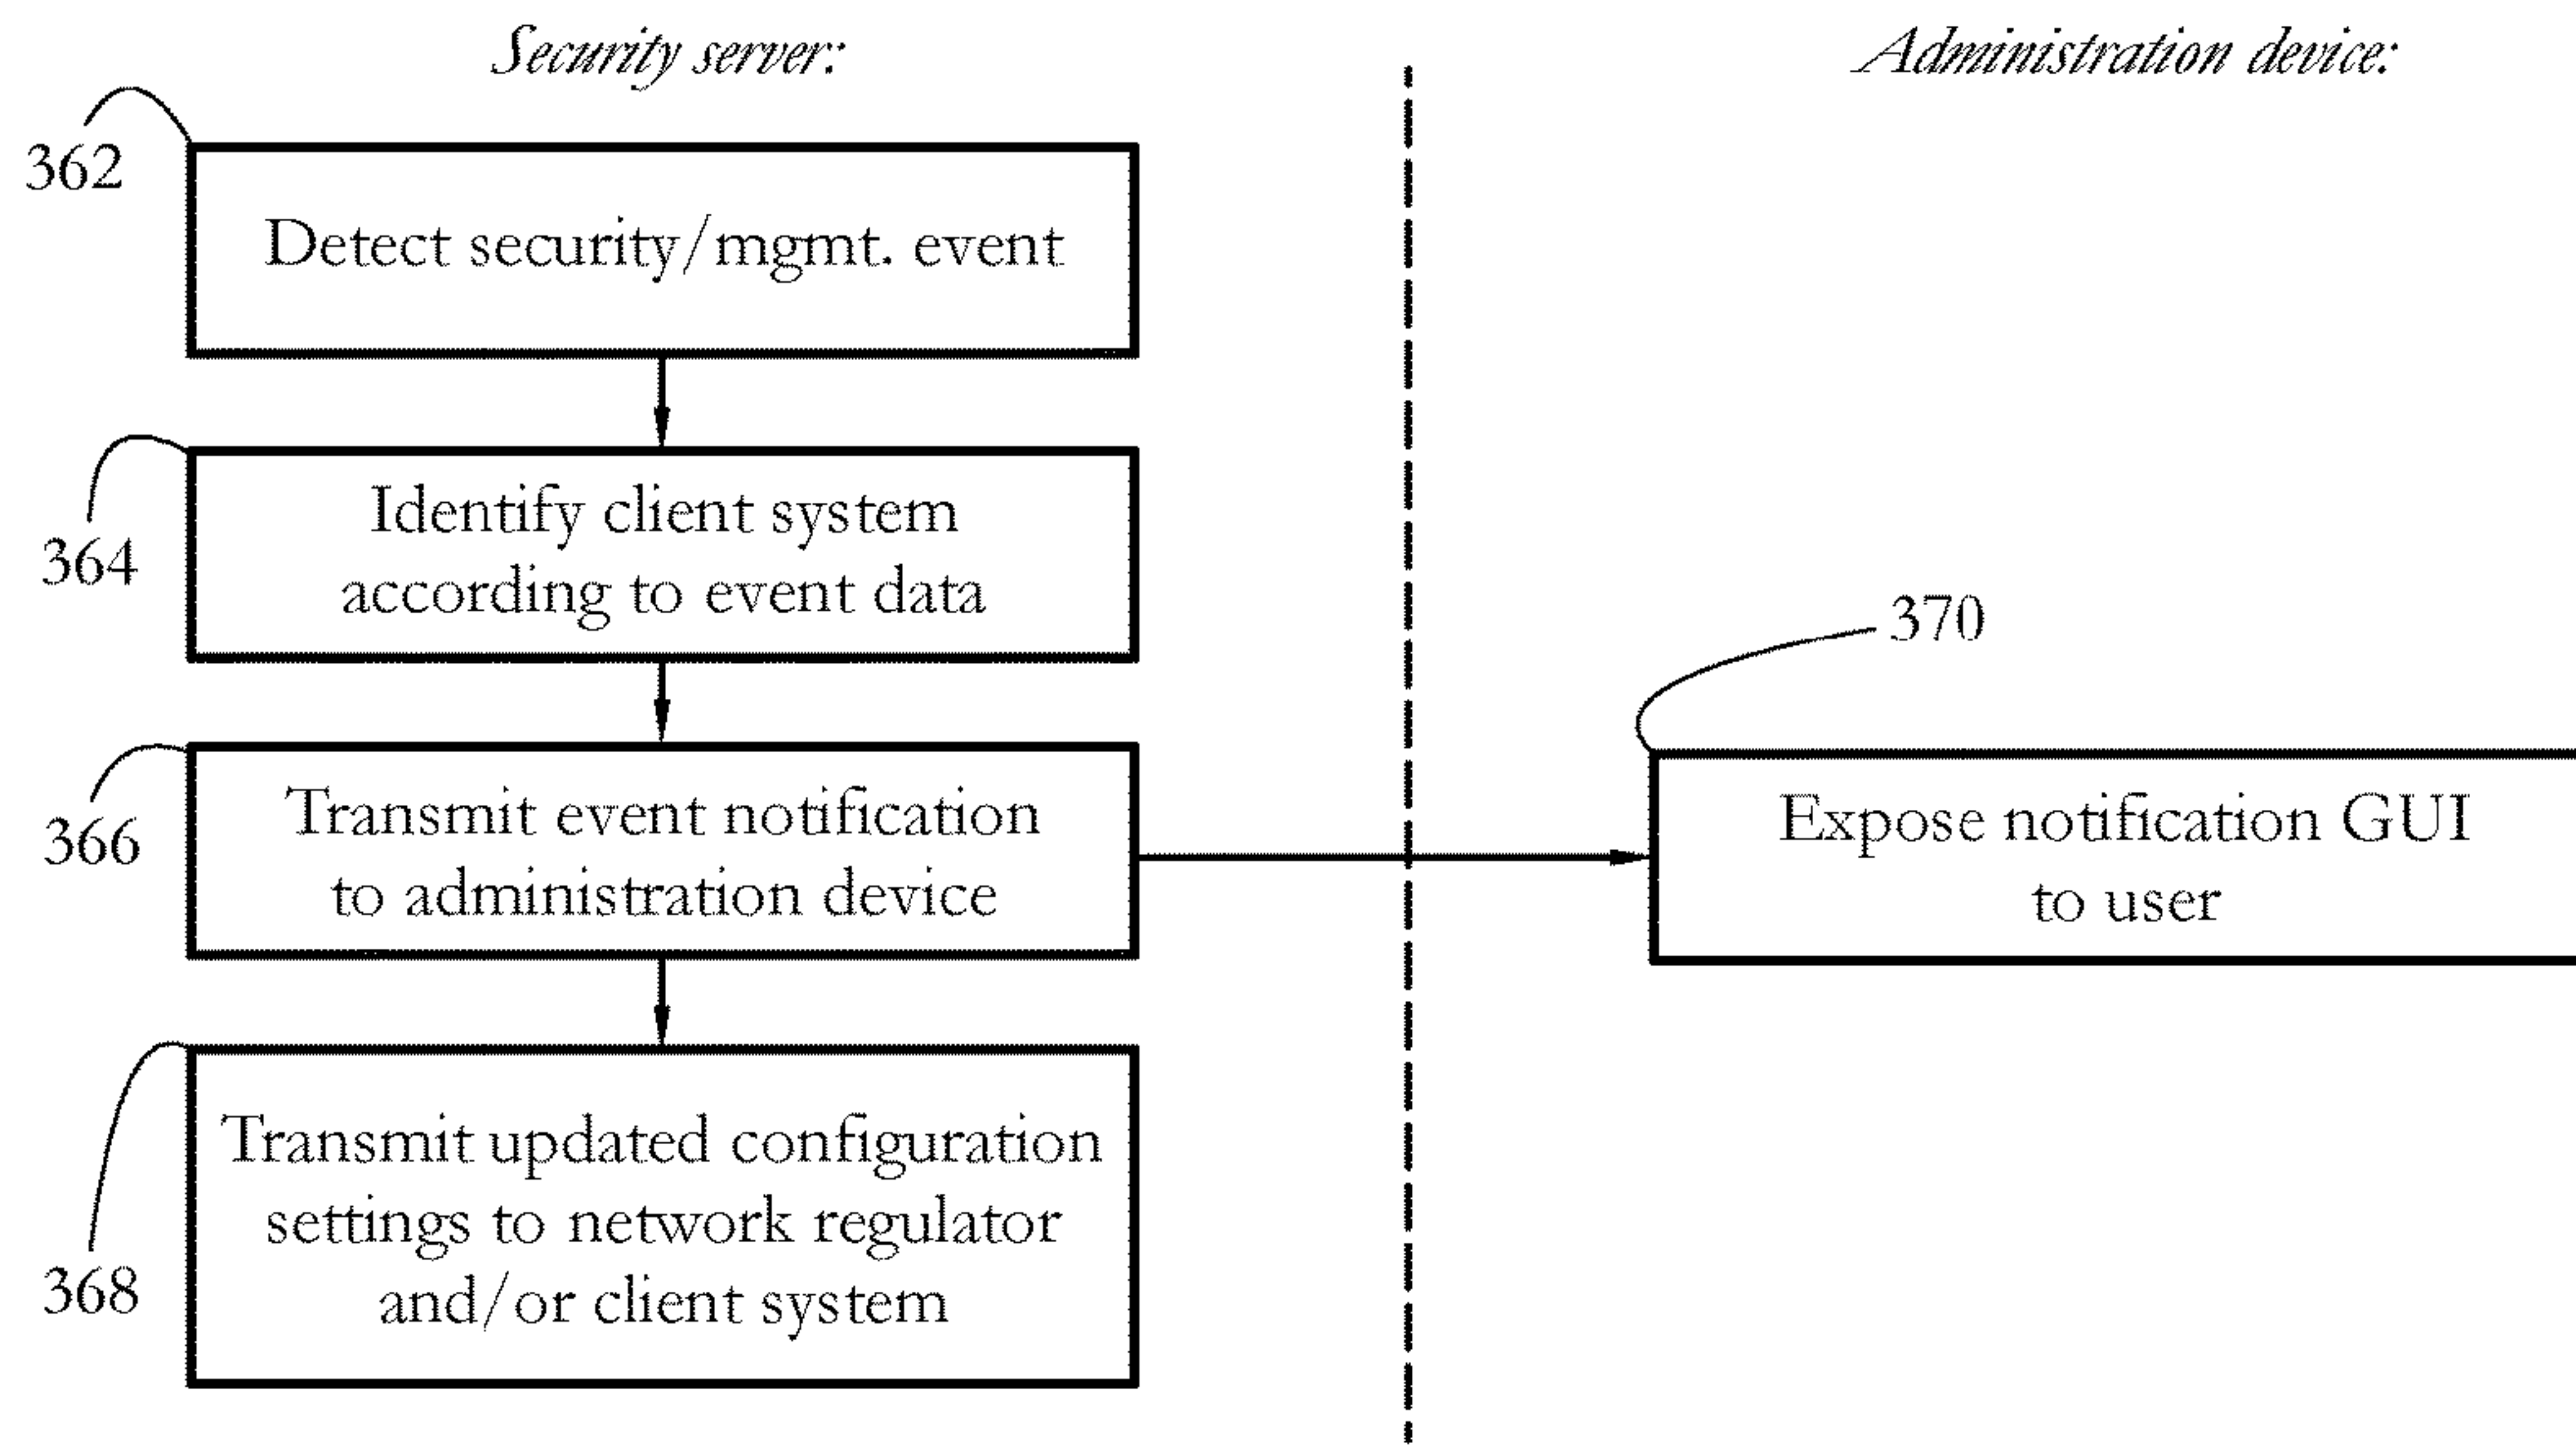 Security server:
Administration device:
362
Detect security/mgmt. event
364
Identify client system
according to event data
366
Transmit event notification
to administration device
370
Expose notification GUI
to user
368
Transmit updated configuration
settings to network regulator
and/or client system